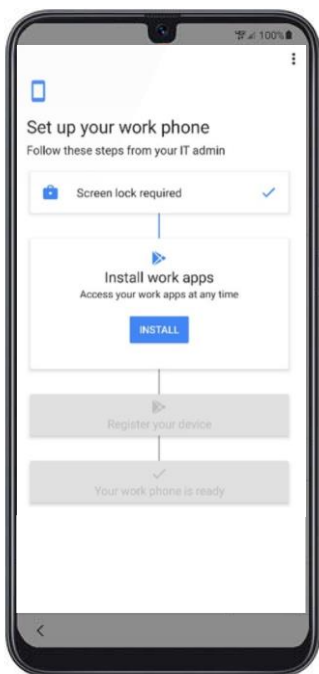 100%
Set up your work phone
Follow these steps from your IT admin
Screen lock required
Install work apps
Access your work apps at any time
INSTALL
Register your device
Your work phone is ready